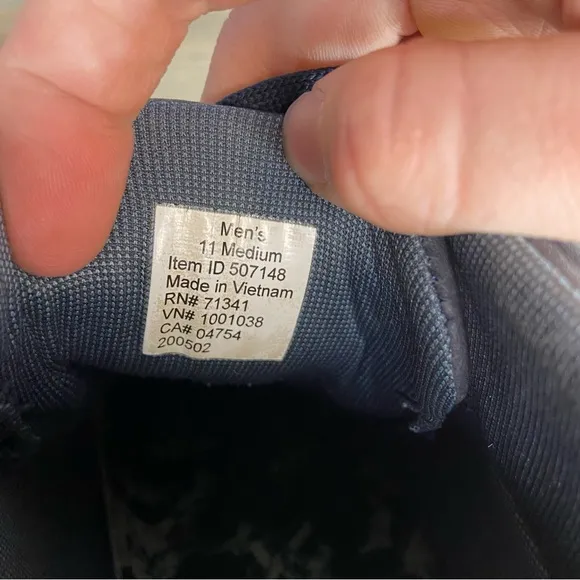 Men's
11 Medium
Item ID 507148
Made in Vietnam
RN# 71341
VN# 1001038
CA# 04754
200502